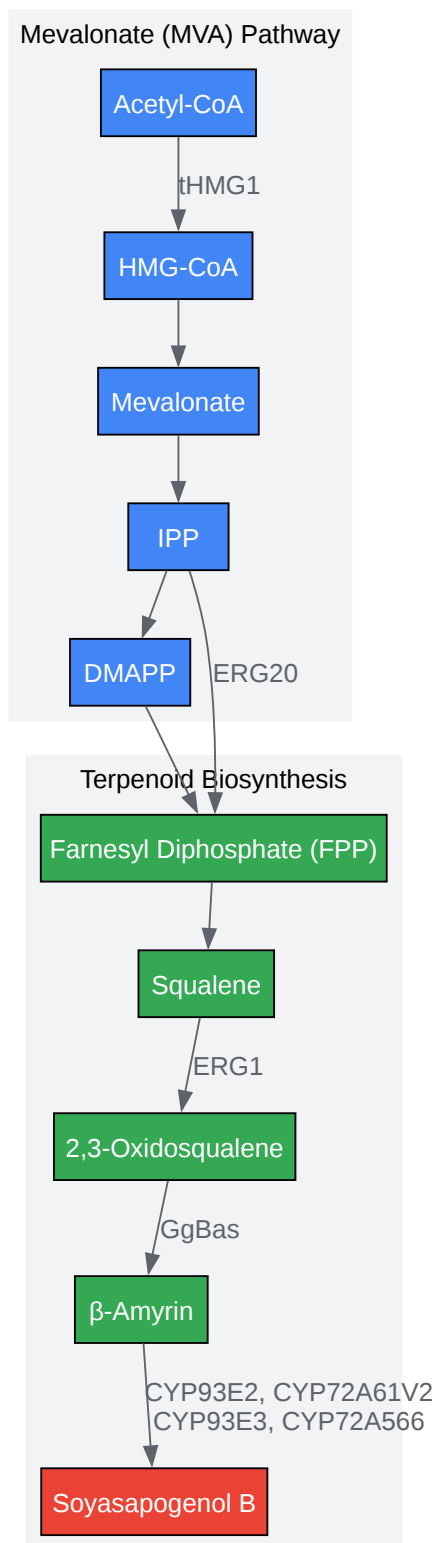 Mevalonate (MVA) Pathway
Acetyl-CoA
tHMG1
HMG-CoA
Mevalonate
IPP
DMAPP
ERG20
Terpenoid Biosynthesis
Farnesyl Diphosphate (FPP)
Squalene
ERG1
2,3-Oxidosqualene
GgBas
β-Amyrin
CYP93E2, CYP72A61V2
CYP93E3, CYP72A566
Soyasapogenol B